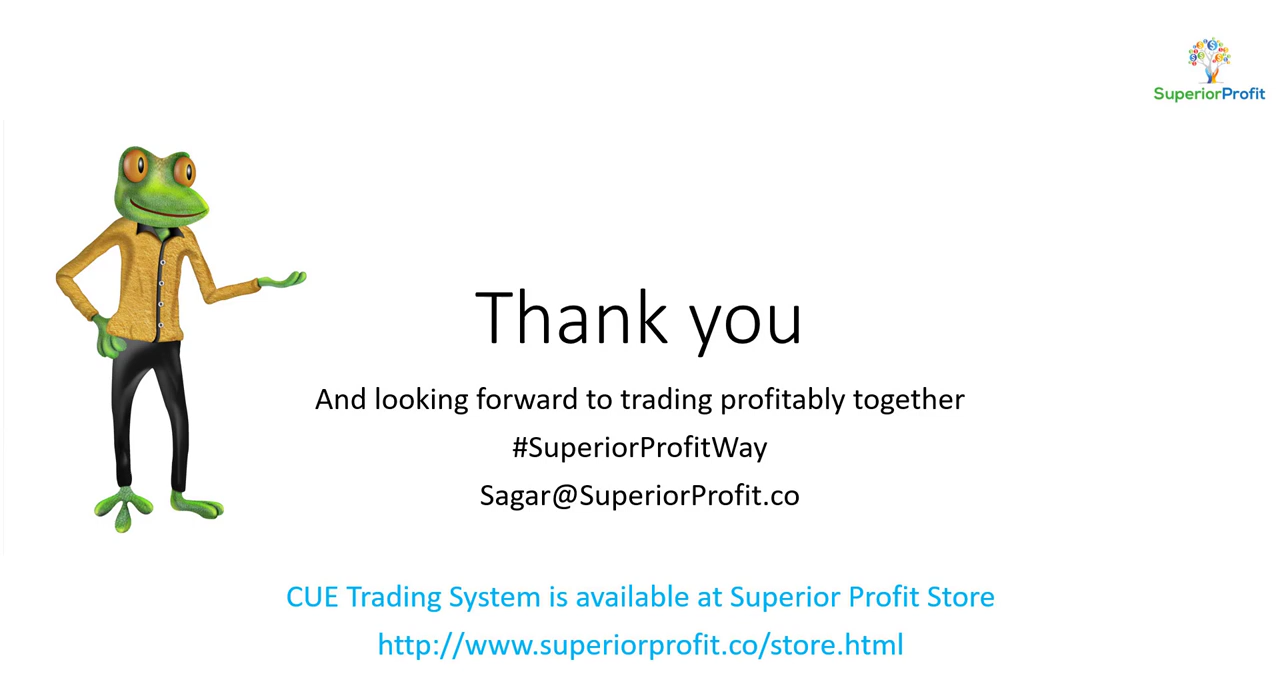 SuperiorProfit
Thank you
And looking forward to trading profitably together
#SuperiorProfitWay
Sagar@SuperiorProfit.co
CUE Trading System is available at Superior Profit Store
http://www.superiorprofit.co/store.html